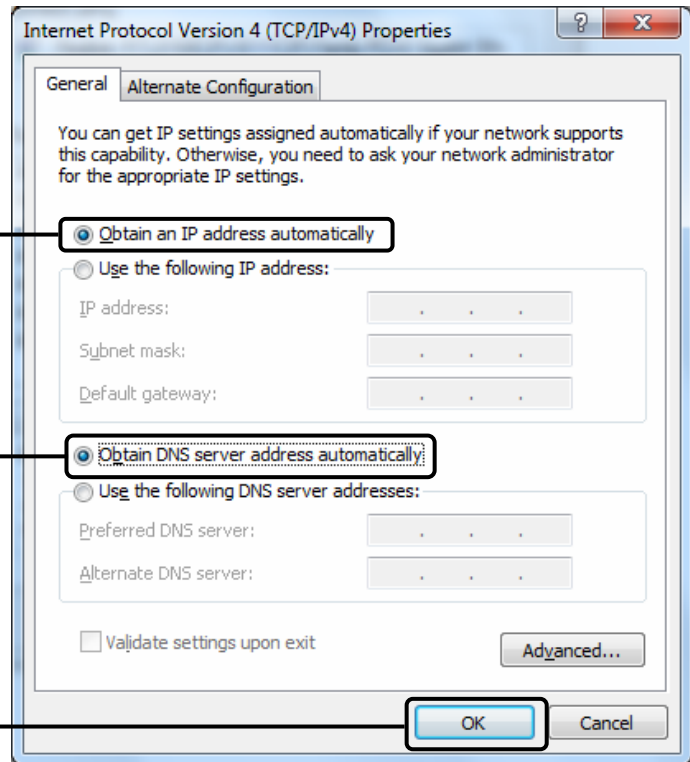 Internet Protocol Version 4 (TCP/IPv4) Properties
General
Alternate Configuration
You can get IP settings assigned automatically if your network supports
this capability. Otherwise, you need to ask your network administrator
for the appropriate IP settings.
Obtain an IP address automatically
Use the following IP address:
IP address:
Subnet mask:
Default gateway:
Obtain DNS server address automatically
Use the following DNS server addresses:
Preferred DNS server:
Alternate DNS server:
Validate settings upon exit
Advanced...
OK
Cancel